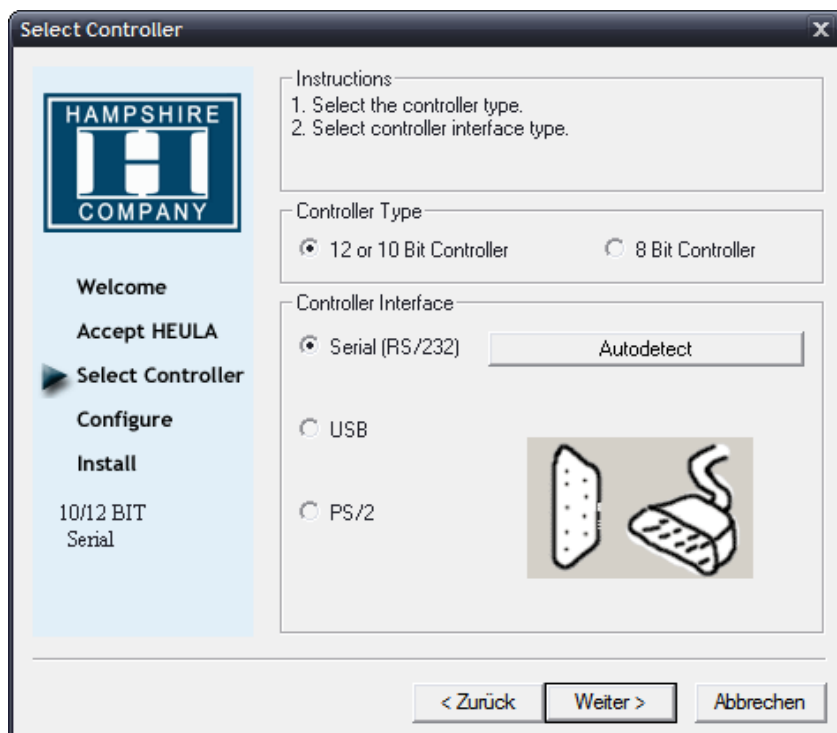 Select Controller
HAMPSHIRE
H
COMPANY
Welcome
Accept HEULA
Select Controller
Configure
Install
10/12 BIT
Serial
Instructions
1. Select the controller type.
2. Select controller interface type.
Controller Type
12 or 10 Bit Controller
8 Bit Controller
Controller Interface
Serial (RS/232)
Autodetect
USB
PS/2
< Zurück
Weiter >
Abbrechen